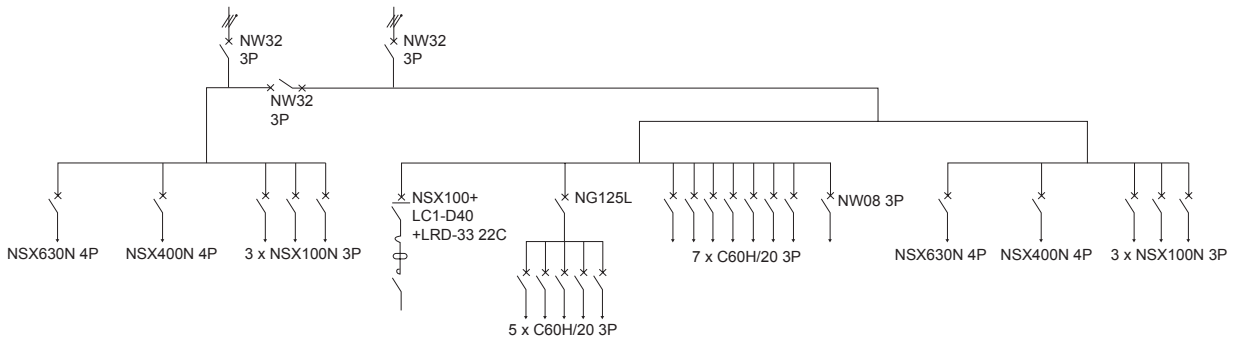 NW32
3P
NW32
3P
NW32
3P
NSX630N 4P
NSX400N 4P
3 x NSX100N 3P
NSX100+
LC1-D40
+LRD-33 22C
NG125L
5 x C60H/20 3P
7 x C60H/20 3P
NW08 3P
NSX630N 4P
NSX400N 4P
3 x NSX100N 3P